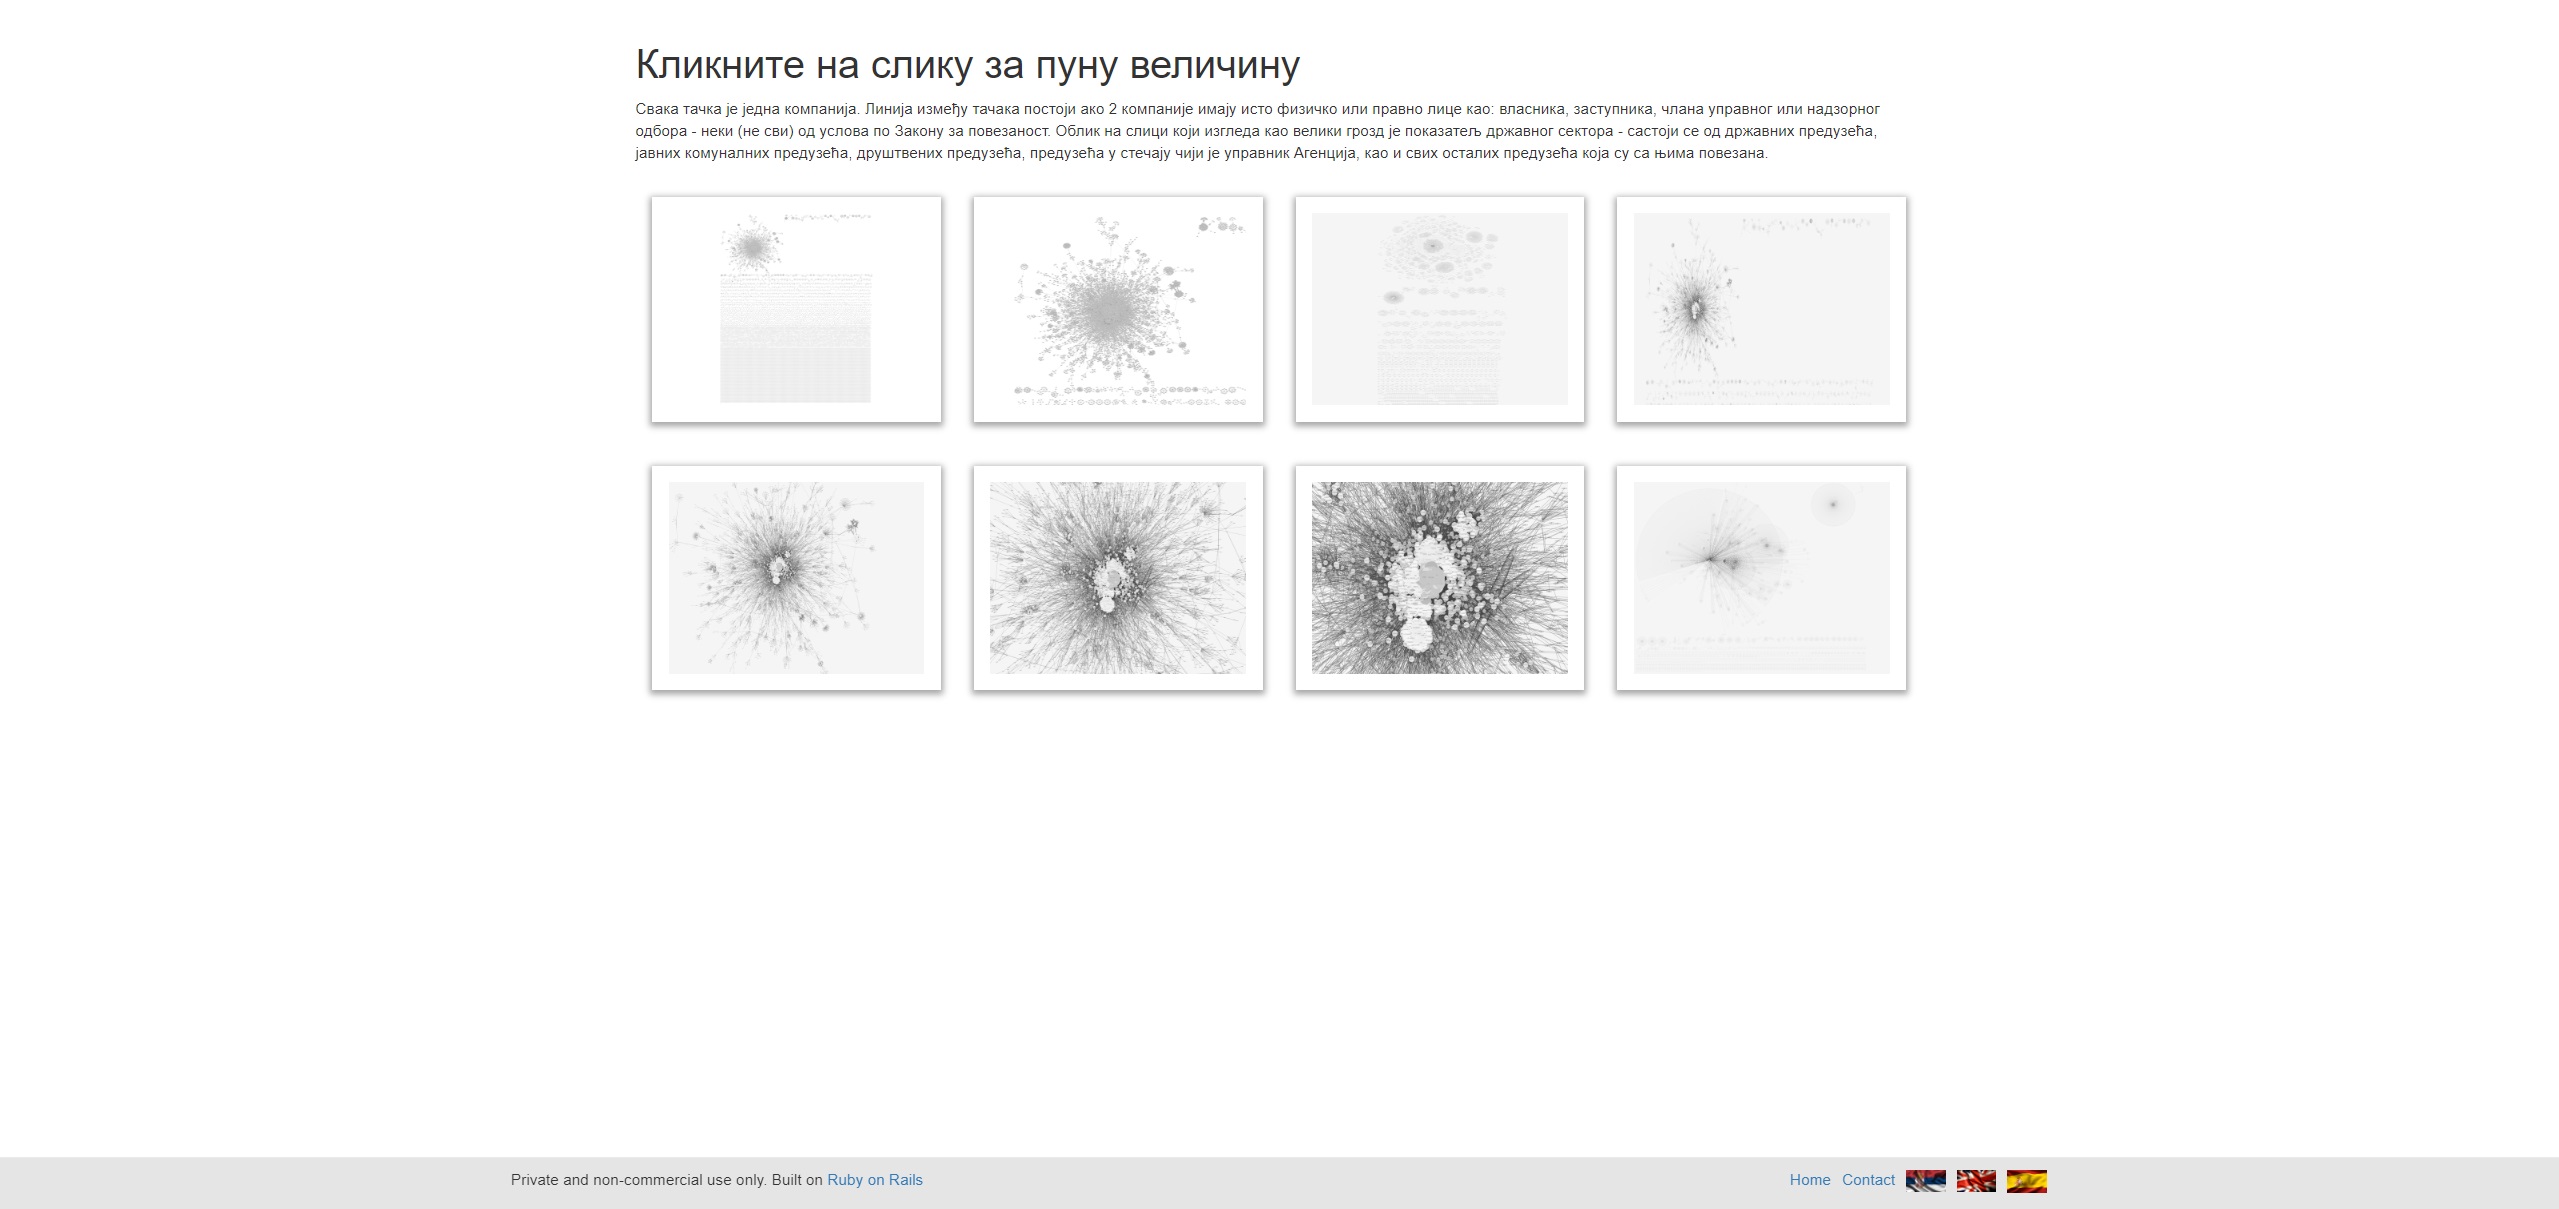 Кликните на слику за пуну величину
Свака тачка је једна компанија. Линија између тачака постоји ако 2 компаније имају исто физичко или правно лице као: власника, заступника, члана управног или надзорног
одбора - неки (не сви) од услова по Закону за повезаност. Облик на слици који изгледа као велики грозд је показатељ државног сектора - састоји се од државних предузећа,
јавних комуналних предузећа, друштвених предузећа, предузећа у стечају чији је управник Агенција, као и свих осталих предузећа која су са њима повезана.
Private and non-commercial use only. Built on Ruby on Rails
Home Contact